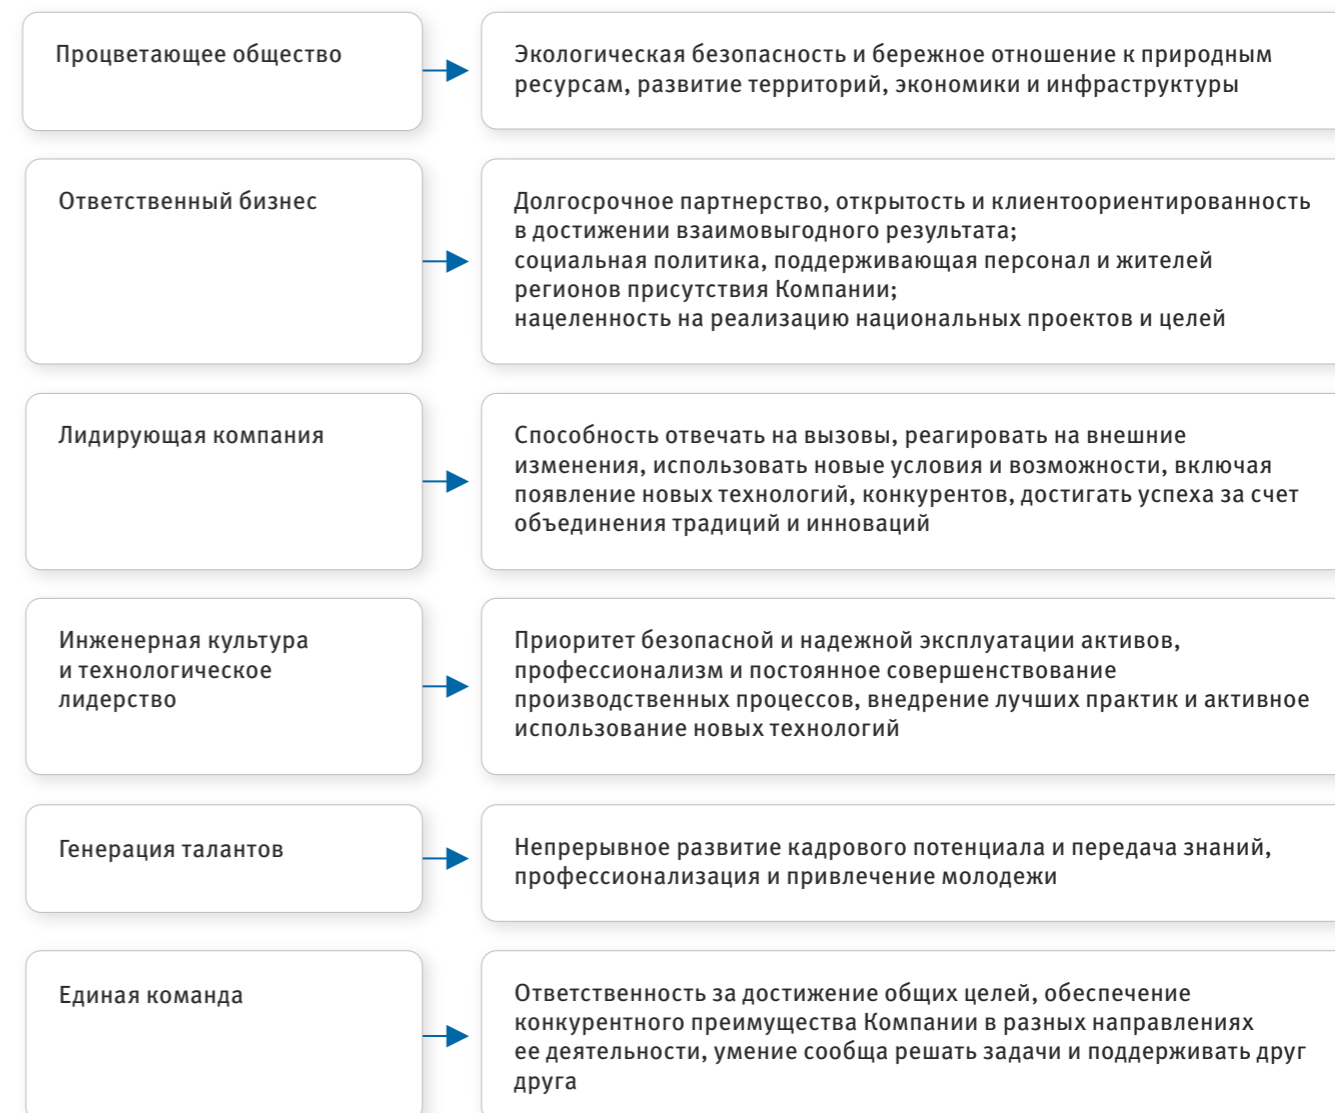 Процветающее общество
Экологическая безопасность и бережное отношение к природным
ресурсам, развитие территорий, экономики и инфраструктуры
Ответственный бизнес
Долгосрочное партнерство, открытость и клиентоориентированность
в достижении взаимовыгодного результата;
социальная политика, поддерживающая персонал и жителей
регионов присутствия Компании;
нацеленность на реализацию национальных проектов и целей
Лидирующая компания
Способность отвечать на вызовы, реагировать на внешние
изменения, использовать новые условия и возможности, включая
появление новых технологий, конкурентов, достигать успеха за счет
объединения традиций и инноваций
Инженерная культура
и технологическое
лидерство
Приоритет безопасной и надежной эксплуатации активов,
профессионализм и постоянное совершенствование
производственных процессов, внедрение лучших практик и активное
использование новых технологий
Генерация талантов
Непрерывное развитие кадрового потенциала и передача знаний,
профессионализация и привлечение молодежи
Единая команда
Ответственность за достижение общих целей, обеспечение
конкурентного преимущества Компании в разных направлениях
ее деятельности, умение сообща решать задачи и поддерживать друг
друга